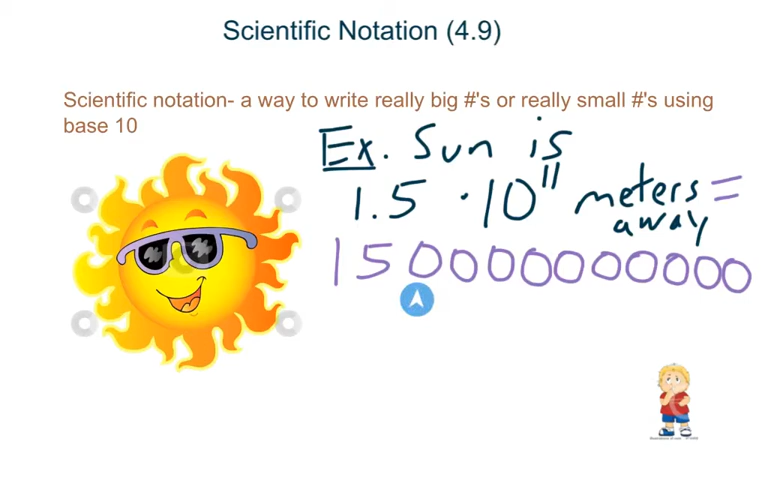 Scientific Notation (4.9)
Scientific notation- a way to write really big #'s or really small #'s using
base 10
Ex. Sun is
1.5 · 10¹¹ meters =
away
150000000000